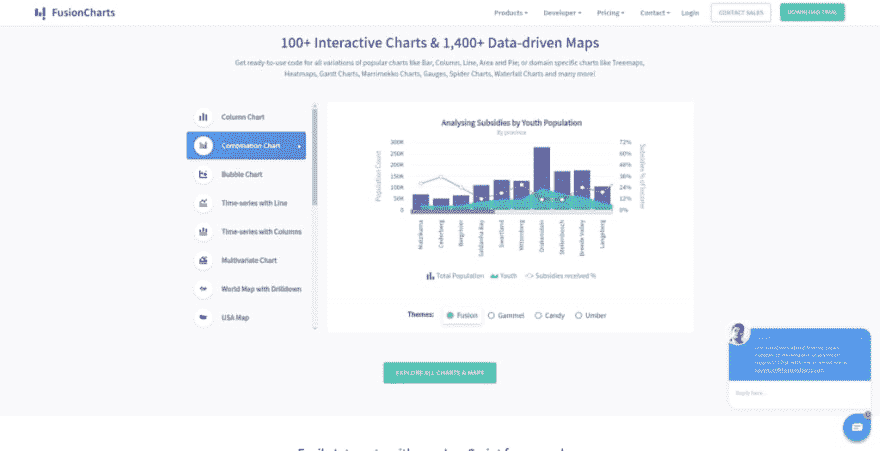 FusionCharts
Products Developer Pricing Contact Login CONTACT SALES DOWNLOAD TRIAL
100+ Interactive Charts & 1,400+ Data-driven Maps
Get ready-to-use code for all variations of popular charts like Bar, Column, Line, Area and Pie, or domain specific charts like Treemaps,
Heatmaps, Gantt Charts, Marrimekko Charts, Gauges, Spider Charts, Waterfall Charts and many more!
Column Chart
Combination Chart
Bubble Chart
Time-series with Line
Time-series with Columns
Multivariate Chart
World Map with Drilldown
USA Map
Analysing Subsidies by Youth Population
By province
Population Count
300K
250K
200K
150K
100K
50K
0
72%
60%
48%
36%
24%
12%
0%
Subsidies % of Income
Matzikama
Cederberg
Bergrivier
Saldanha Bay
Swartland
Witzenberg
Drakenstein
Stellenbosch
Breede Valley
Langeberg
Total Population Youth Subsidies received %
Themes: Fusion Gammel Candy Umber
EXPLORE ALL CHARTS & MAPS
Reply here...